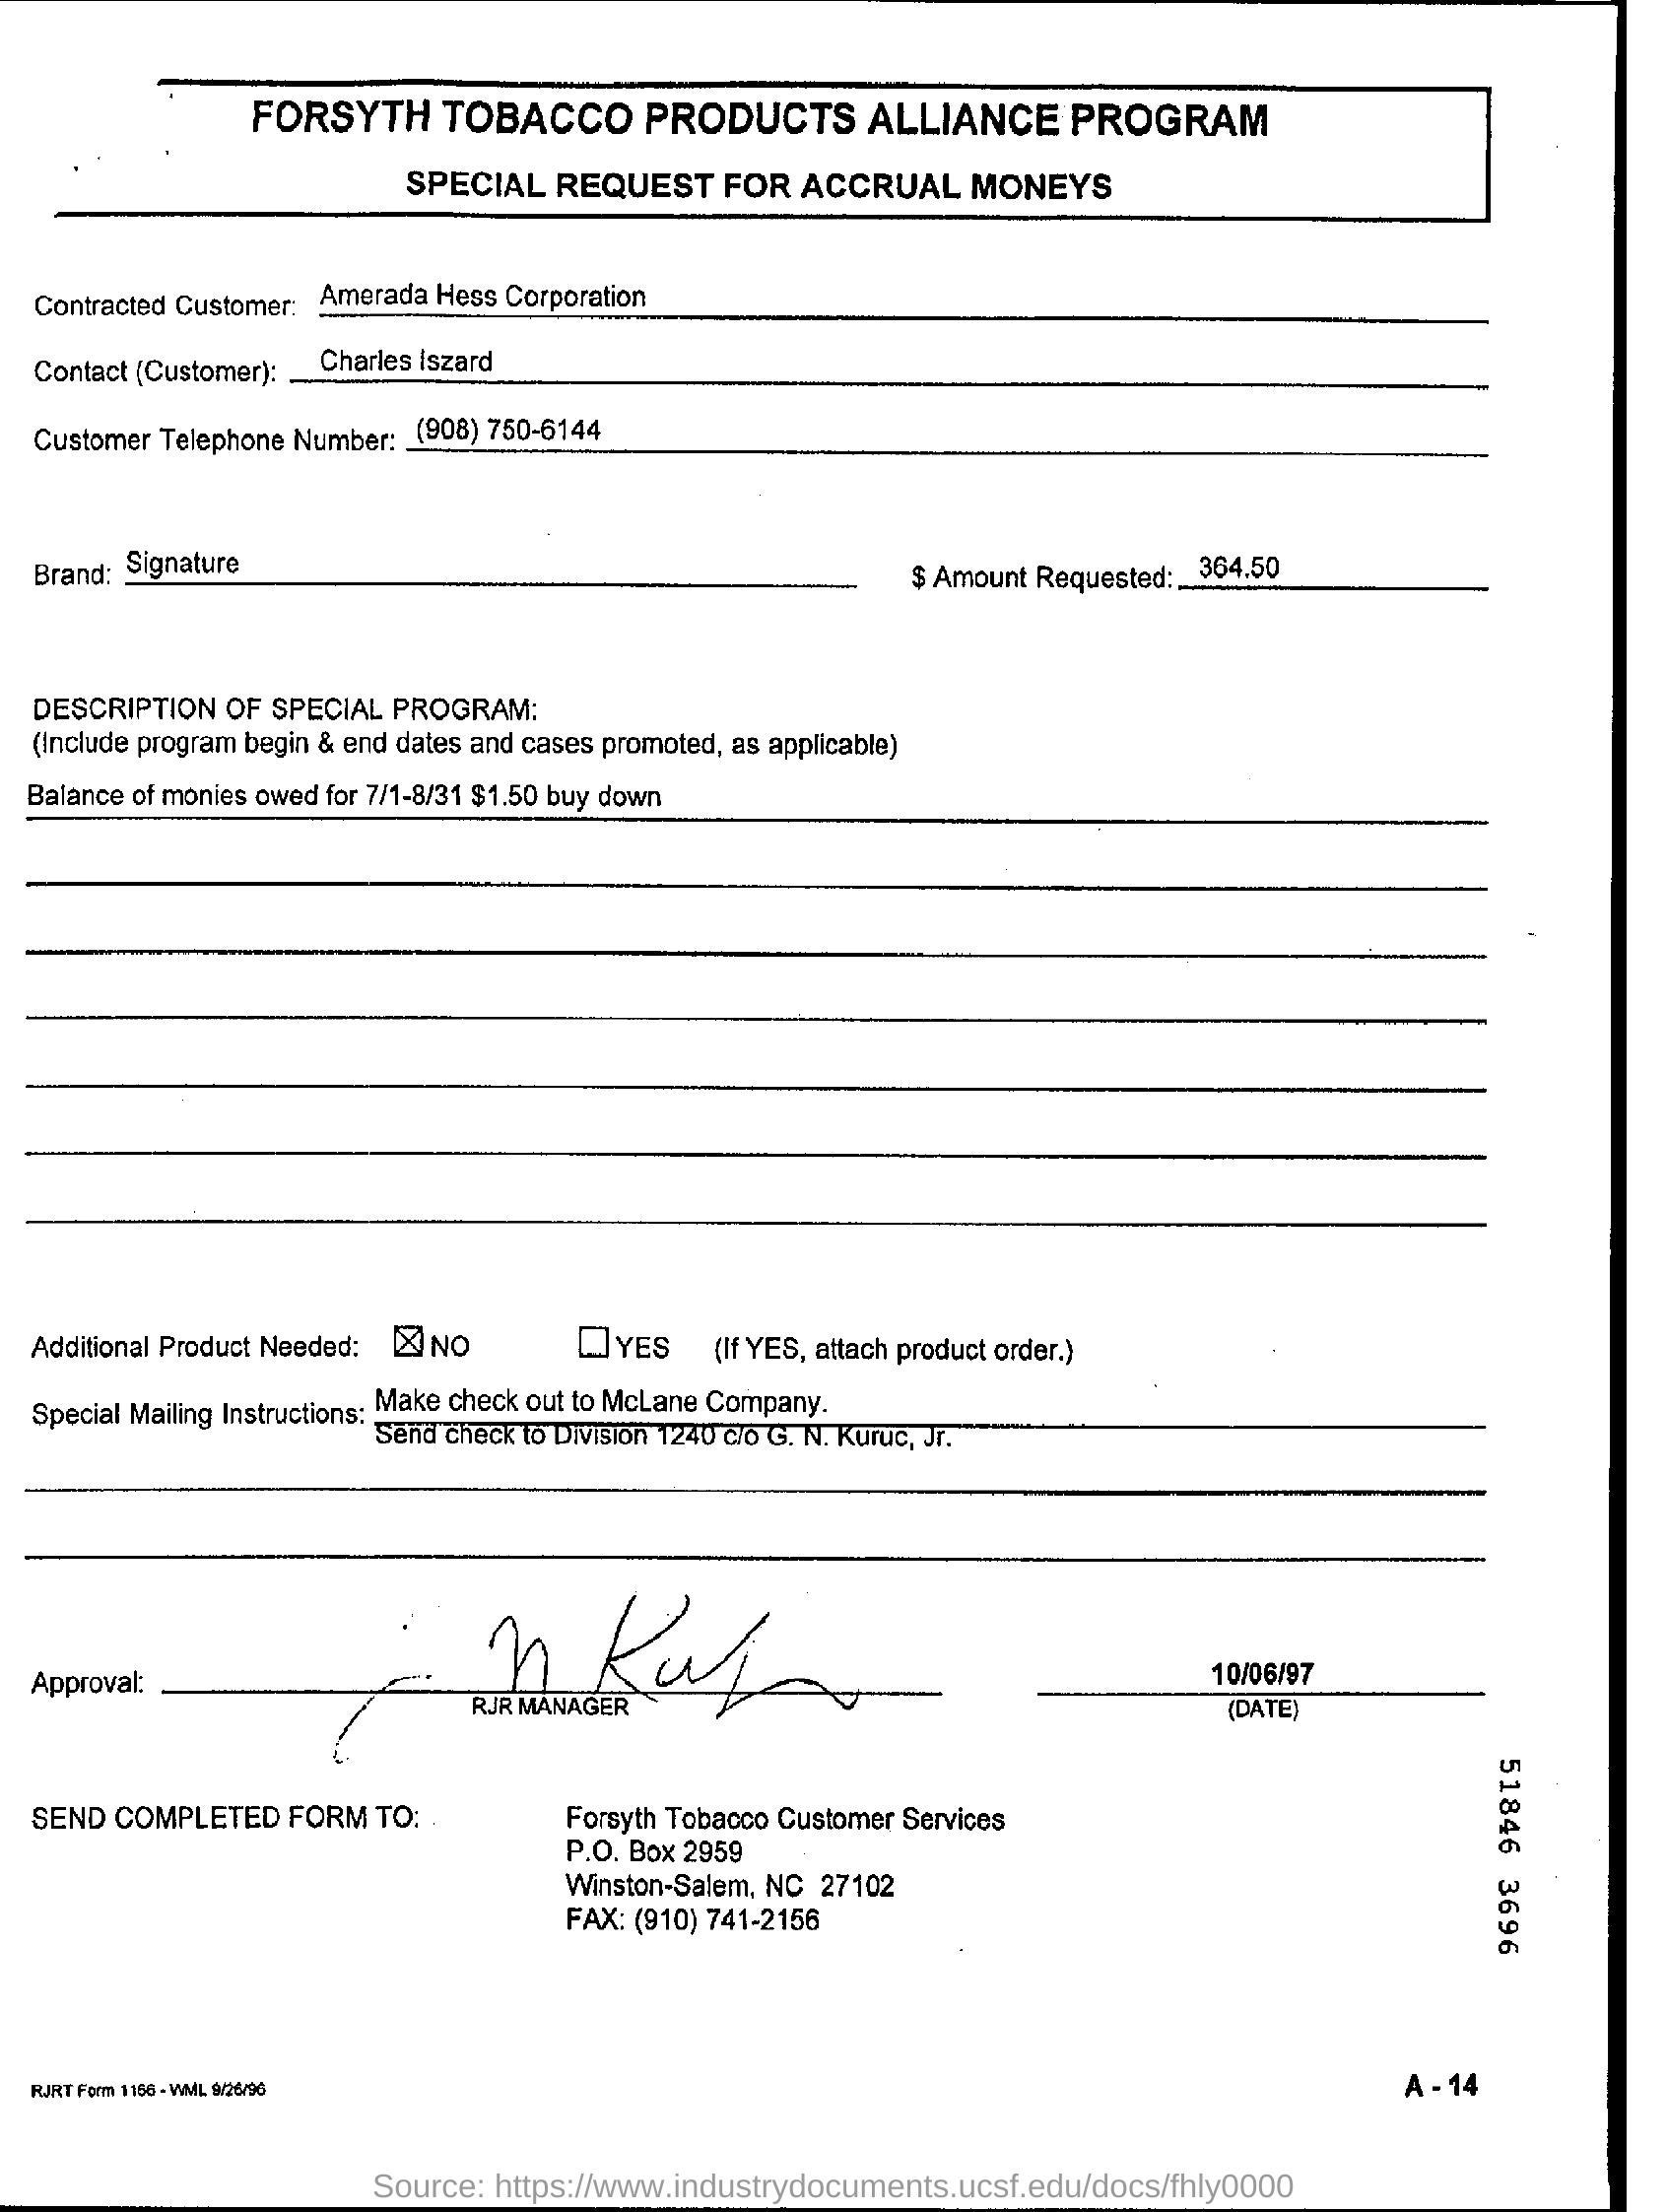 FORSYTH TOBACCO PRODUCTS ALLIANCE PROGRAM
SPECIAL REQUEST FOR ACCRUAL MONEYS
Contracted Customer: Amerada Hess Corporation
Contact (Customer): Charles Iszard
Customer Telephone Number: (908) 750-6144
Brand: Signature $ Amount Requested: 364.50
DESCRIPTION OF SPECIAL PROGRAM:
(Include program begin & end dates and cases promoted, as applicable)
Balance of monies owed for 7/1-8/31 $1.50 buy down
Additional Product Needed: ☒ NO ☐ YES (If YES, attach product order.)
Special Mailing Instructions: Make check out to McLane Company.
Send check to Division 1240 c/o G. N. Kuruc, Jr.
Approval: 10/06/97
RJR MANAGER (DATE)
SEND COMPLETED FORM TO: Forsyth Tobacco Customer Services
P.O. Box 2959
Winston-Salem, NC 27102
FAX: (910) 741-2156
51846 3696
RJRT Form 1166 - WML 9/26/96
A - 14
Source: https://www.industrydocuments.ucsf.edu/docs/fhly0000